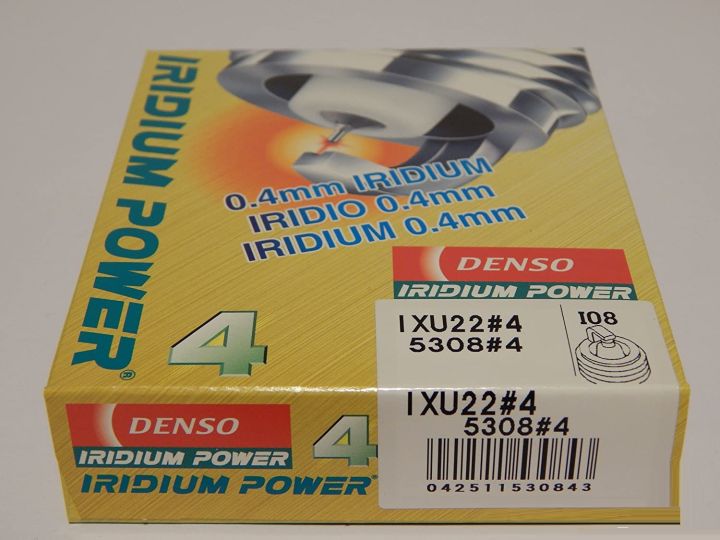 IRIDIUM POWER®
0.4mm IRIDIUM
IRIDIO 0.4mm
IRIDIUM 0.4mm
4
DENSO
IRIDIUM POWER
IXU22#4
5308#4
I08
DENSO
IRIDIUM POWER
IRIDIUM POWER®
4
IXU22#4
5308#4
042511530843